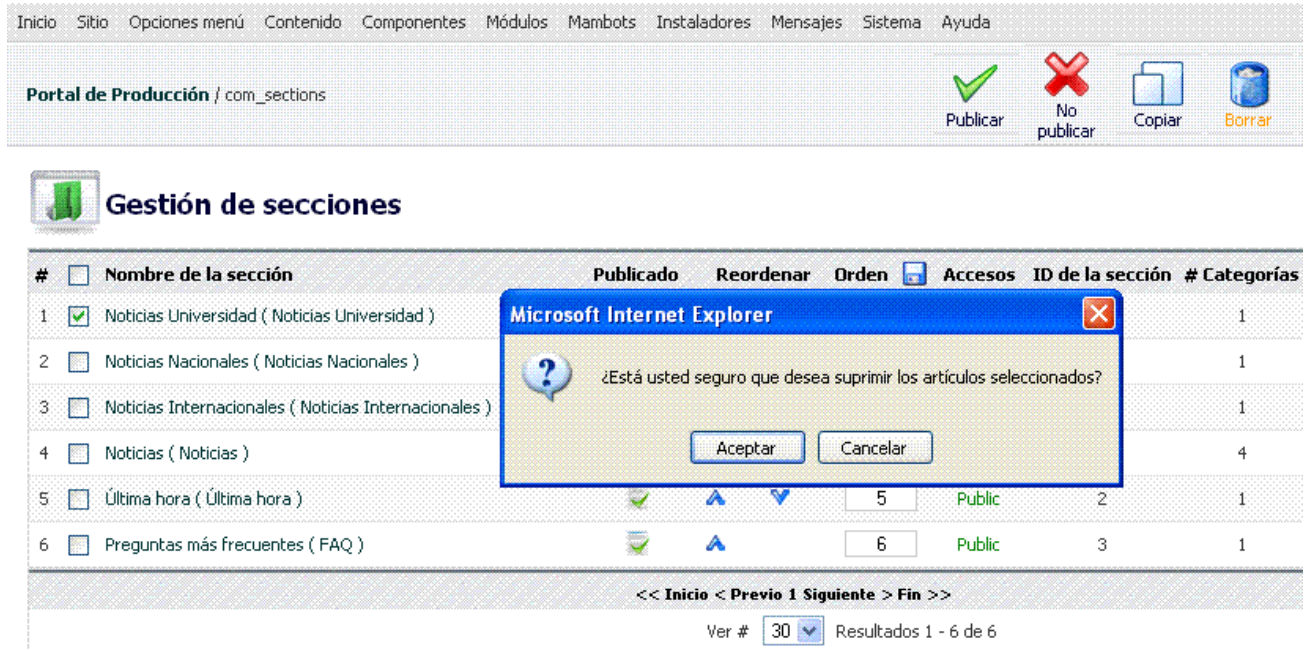 Inicio Sitio Opciones menú Contenido Componentes Módulos Mambots Instaladores Mensajes Sistema Ayuda
Portal de Producción / com_sections
Publicar No publicar Copiar Borrar
Gestión de secciones
# Nombre de la sección Publicado Reordenar Orden Accesos ID de la sección # Categorías
1 Noticias Universidad ( Noticias Universidad ) 1
Microsoft Internet Explorer
2 Noticias Nacionales ( Noticias Nacionales ) 1
¿Está usted seguro que desea suprimir los artículos seleccionados?
3 Noticias Internacionales ( Noticias Internacionales ) 1
Aceptar Cancelar
4 Noticias ( Noticias ) 4
5 Última hora ( Última hora ) 5 Public 2 1
6 Preguntas más frecuentes ( FAQ ) 6 Public 3 1
<< Inicio < Previo 1 Siguiente > Fin >>
Ver # 30 Resultados 1 - 6 de 6